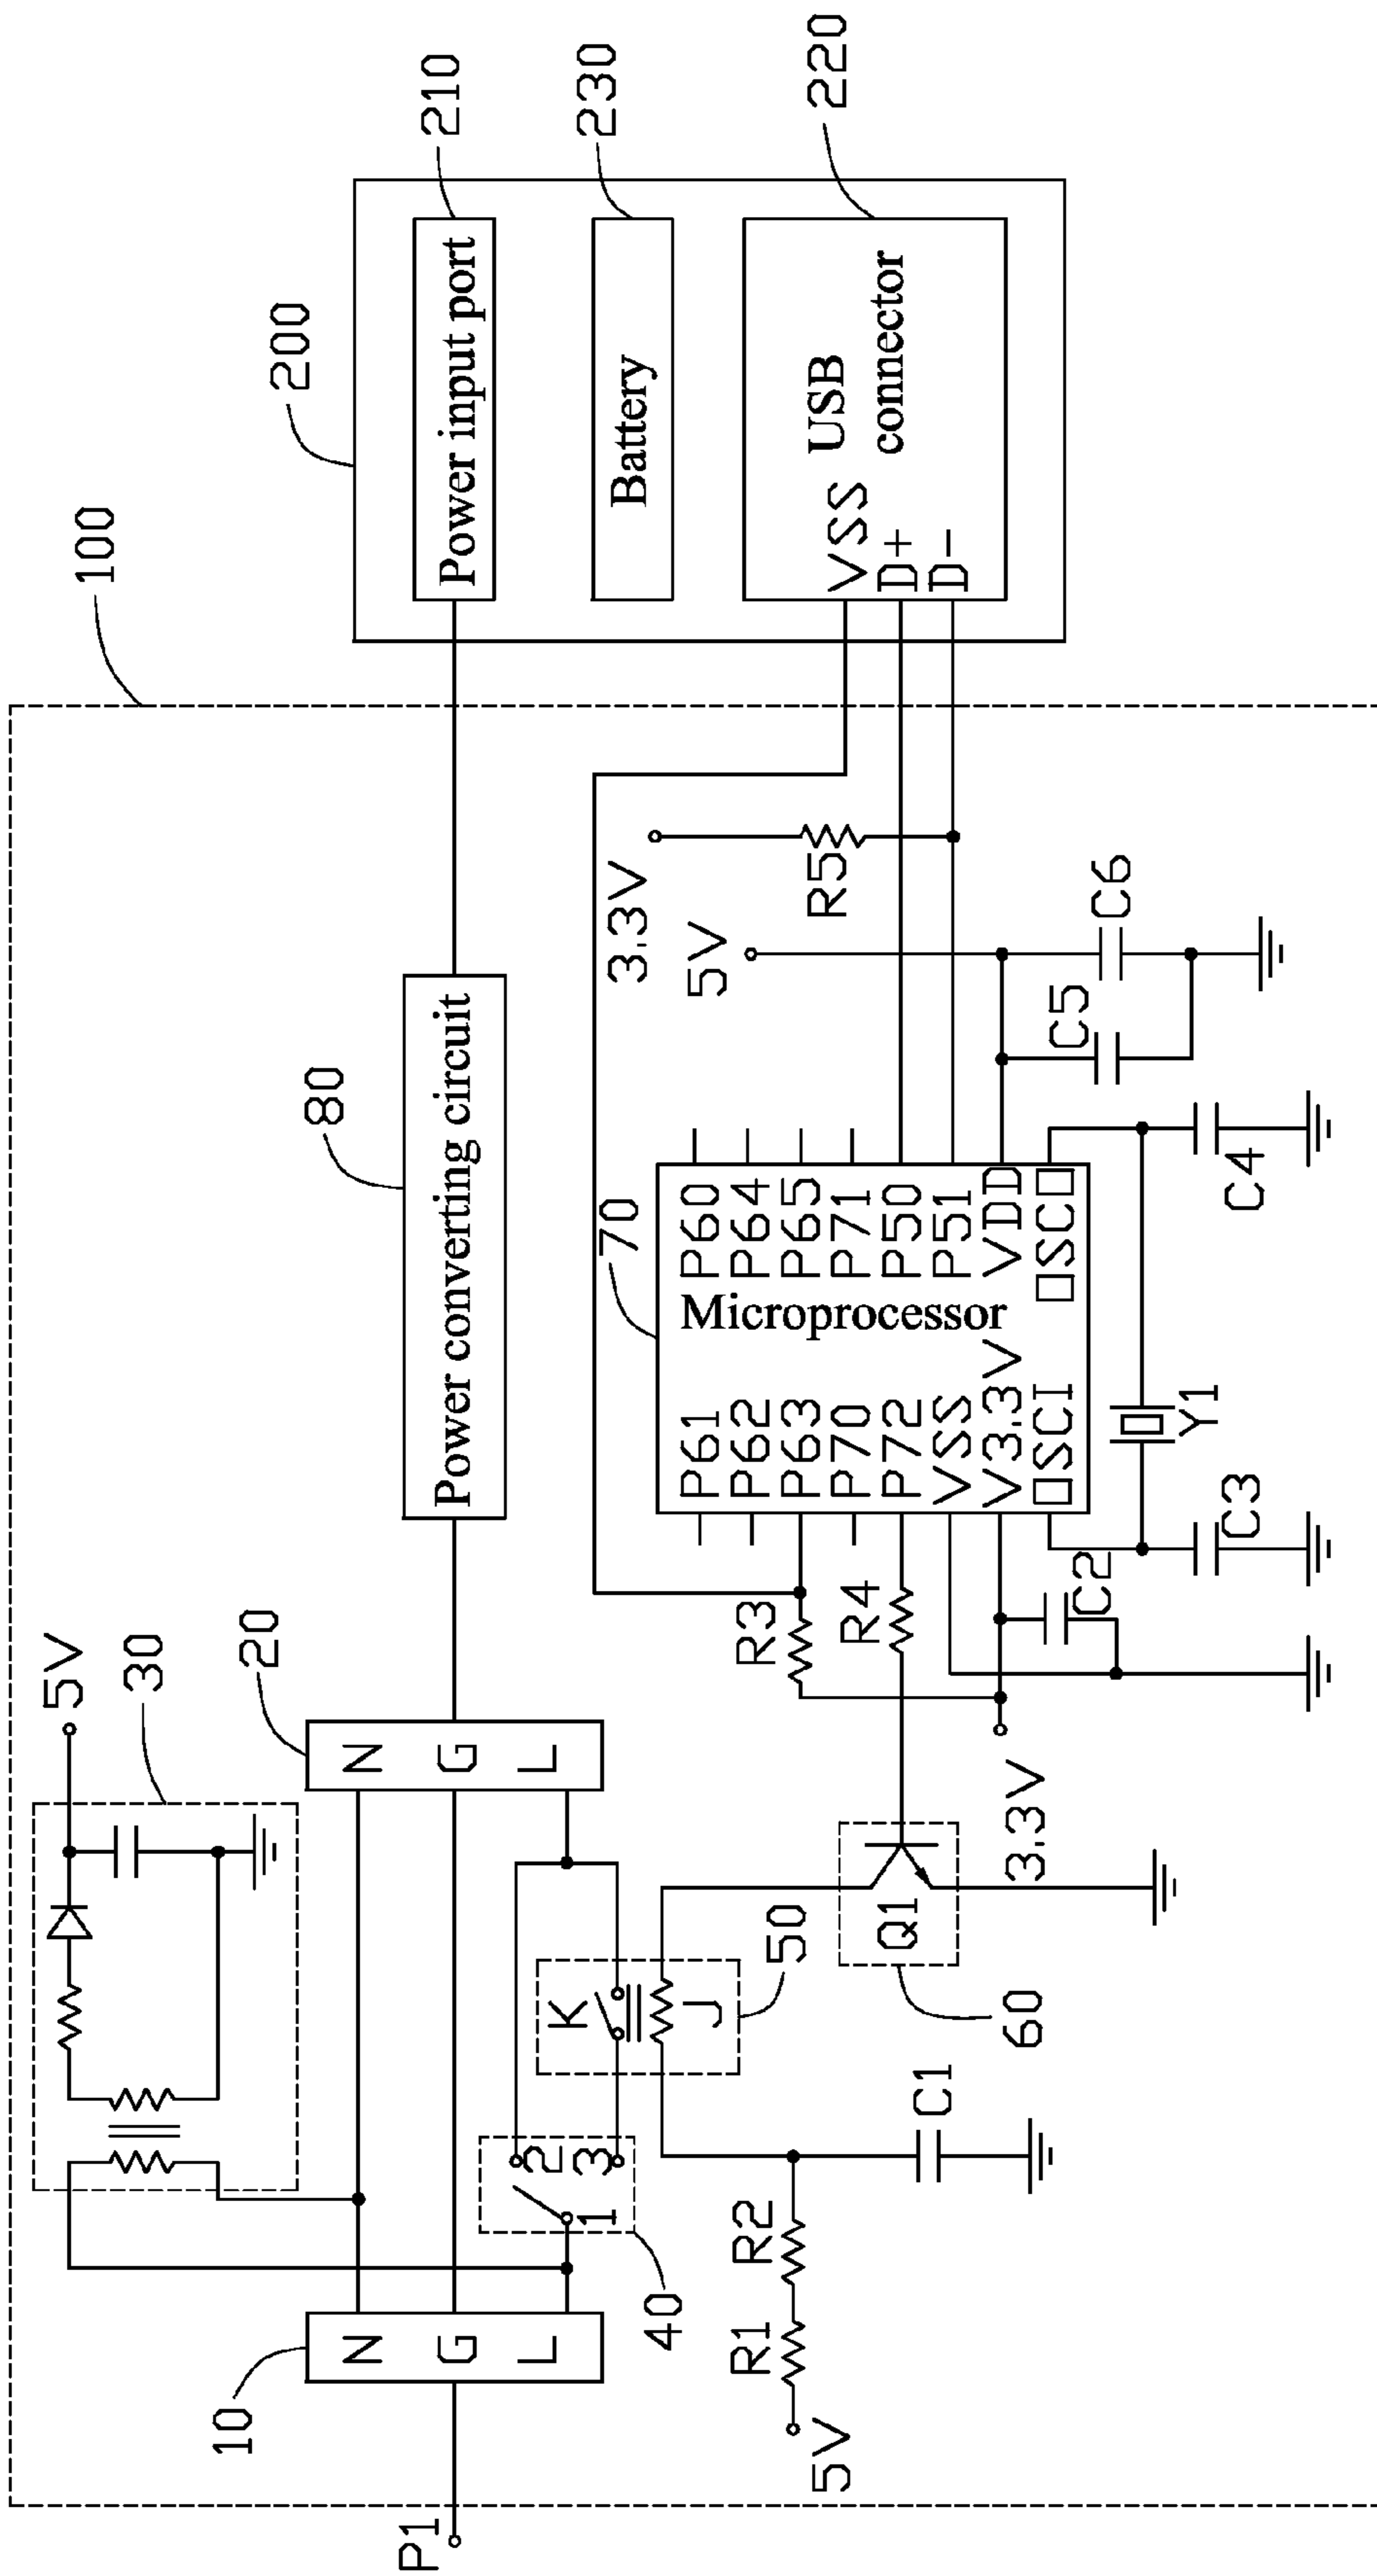 100
200
210
Power input port
230
Battery
220
USB
connector
VSS
D+
D-
80
Power converting circuit
5V
30
20
N
G
L
10
N
G
L
P1
40
1
2
3
K
J
50
Q1
60
5V
R1
R2
C1
R3
R4
3.3V
C2
C3
Y1
C4
70
Microprocessor
P61
P62
P63
P70
P72
VSS
V3.3V
OSCI
P60
P64
P65
P71
P50
P51
VDD
OSCO
3.3V
R5
5V
C5
C6